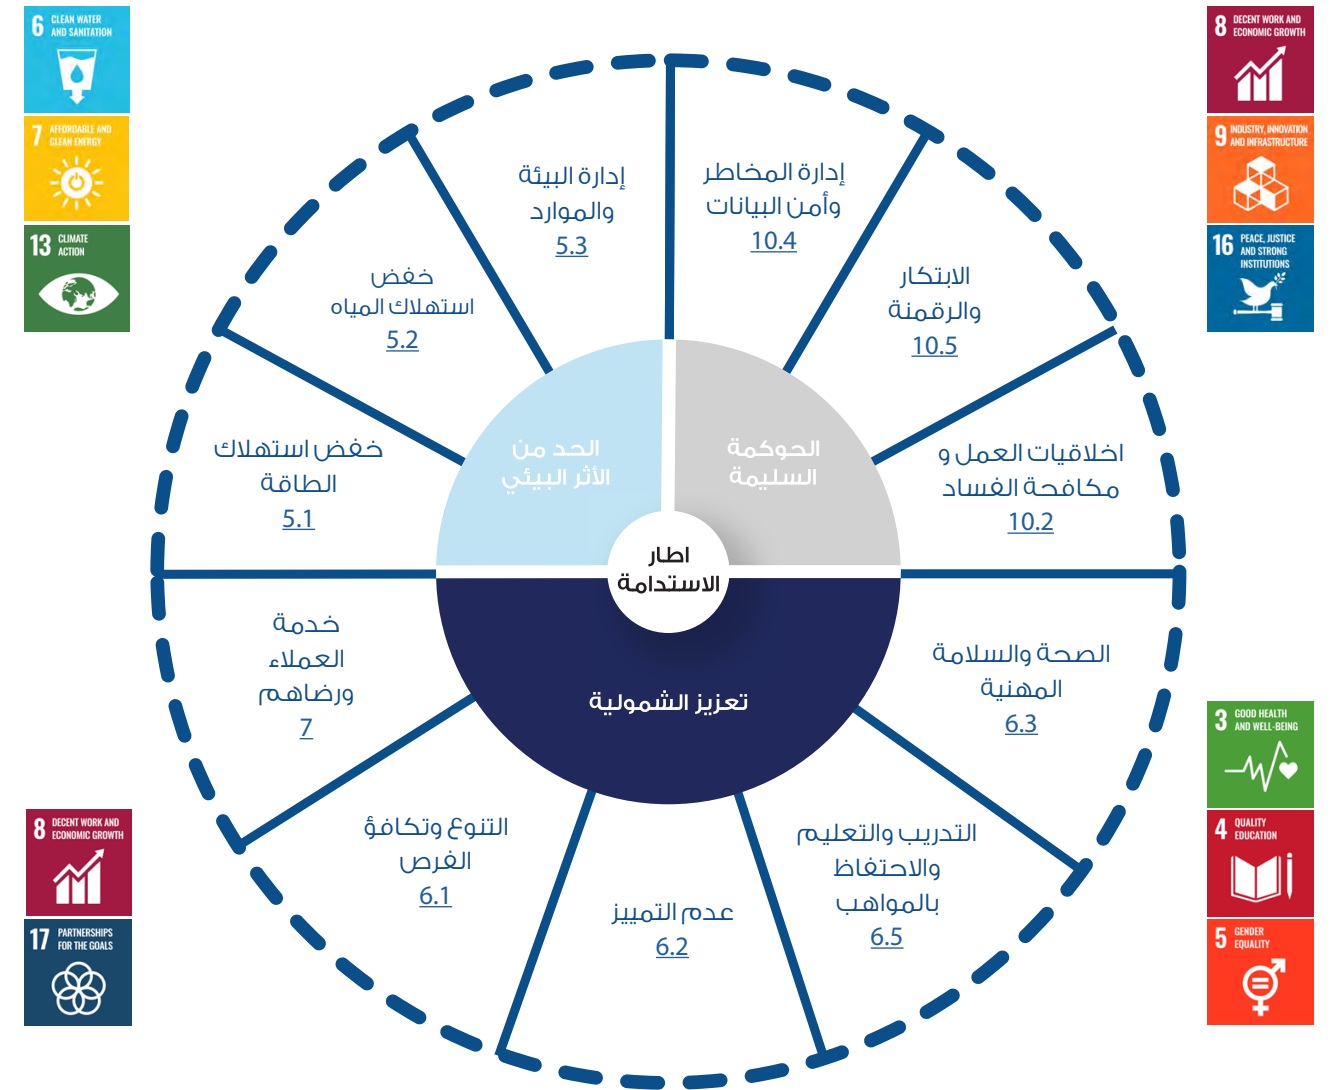 6 CLEAN WATER
AND SANITATION
7 AFFORDABLE AND
CLEAN ENERGY
13 CLIMATE
ACTION
8 DECENT WORK AND
ECONOMIC GROWTH
9 INDUSTRY, INNOVATION
AND INFRASTRUCTURE
16 PEACE, JUSTICE
AND STRONG
INSTITUTIONS
إدارة المخاطر
وأمن البيانات
10.4
الابتكار
والرقمنة
10.5
اخلاقيات العمل و
مكافحة الفساد
10.2
إدارة البيئة
والموارد
5.3
خفض
استهلاك المياه
5.2
خفض استهلاك
الطاقة
5.1
الحوكمة
السليمة
الحد من
الأثر البيئي
اطار
الاستدامة
تعزيز الشمولية
الصحة والسلامة
المهنية
6.3
التدريب والتعليم
والاحتفاظ
بالمواهب
6.5
عدم التمييز
6.2
التنوع وتكافؤ
الفرص
6.1
خدمة
العملاء
ورضاهم
7
3 GOOD HEALTH
AND WELL-BEING
4 QUALITY
EDUCATION
5 GENDER
EQUALITY
8 DECENT WORK AND
ECONOMIC GROWTH
17 PARTNERSHIPS
FOR THE GOALS